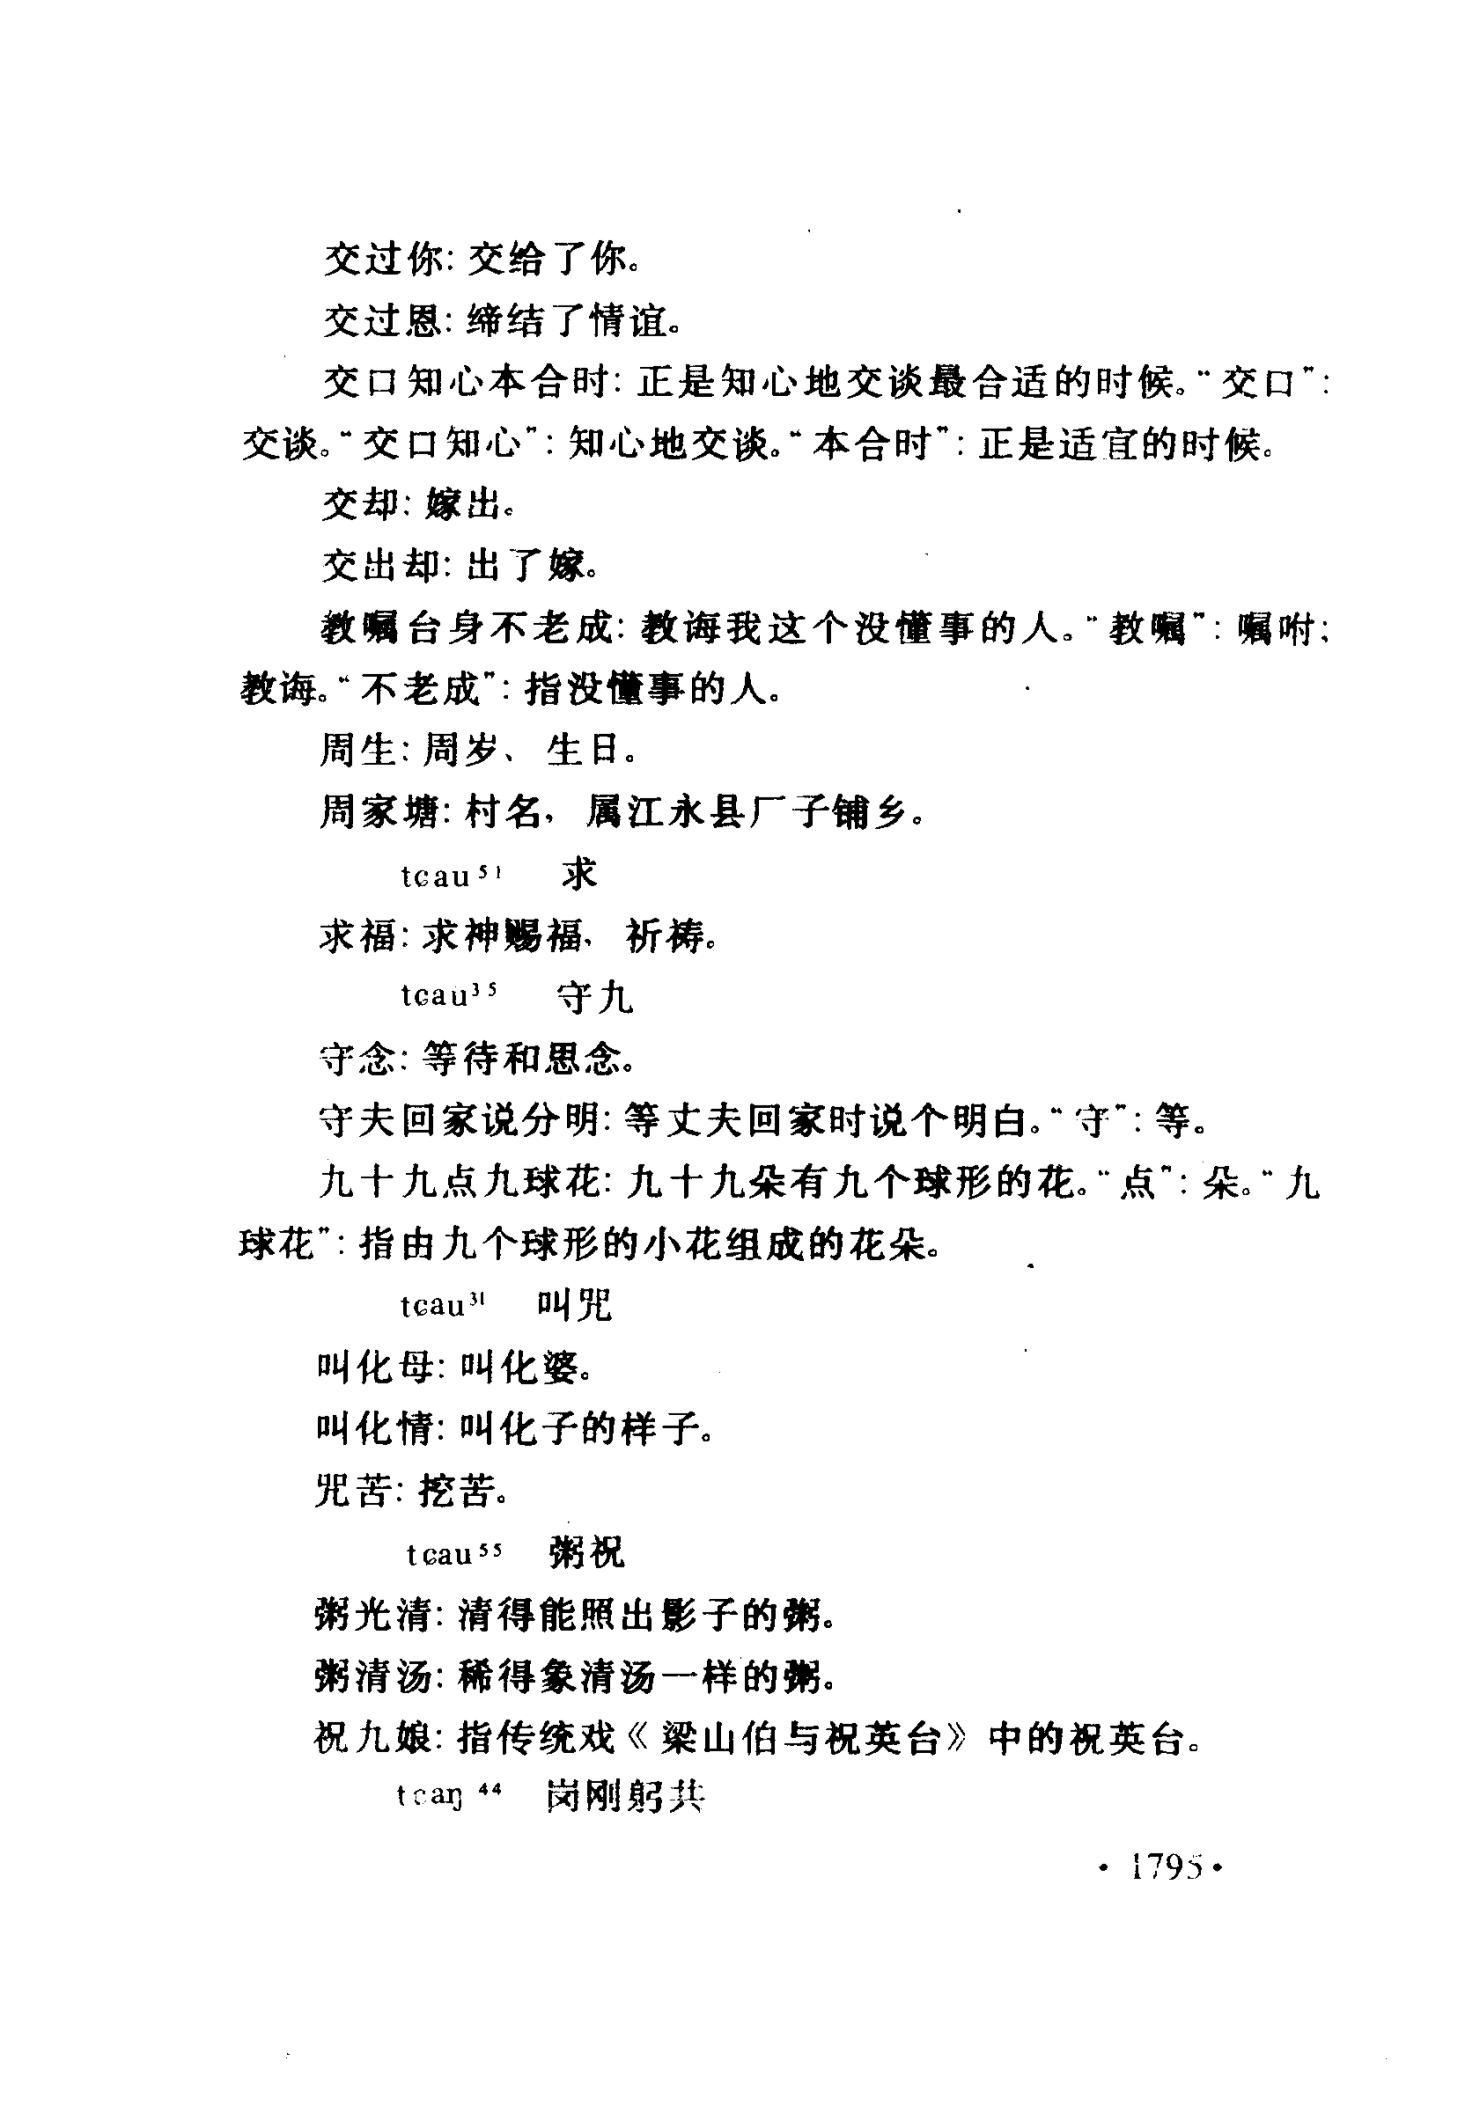 交过你：交给了你。
交过恩：缔结了情谊。
交口知心本合时：正是知心地交谈最合适的时候。“交口”：
交谈。“交口知心”：知心地交谈。“本合时”：正是适宜的时候。
交却：嫁出。
交出却：出了嫁。
教嘱台身不老成：教诲我这个没懂事的人。“教嘱”：嘱咐；
教诲。“不老成”：指没懂事的人。
周生：周岁、生日。
周家塘：村名，属江永县厂子铺乡。
tɕau⁵¹ 求
求福：求神赐福、祈祷。
tɕau³⁵ 守九
守念：等待和思念。
守夫回家说分明：等丈夫回家时说个明白。“守”：等。
九十九点九球花：九十九朵有九个球形的花。“点”：朵。“九
球花”：指由九个球形的小花组成的花朵。
tɕau³¹ 叫咒
叫化母：叫化婆。
叫化情：叫化子的样子。
咒苦：挖苦。
tɕau⁵⁵ 粥祝
粥光清：清得能照出影子的粥。
粥清汤：稀得象清汤一样的粥。
祝九娘：指传统戏《梁山伯与祝英台》中的祝英台。
tɕaŋ⁴⁴ 岗刚躬共
·1795·